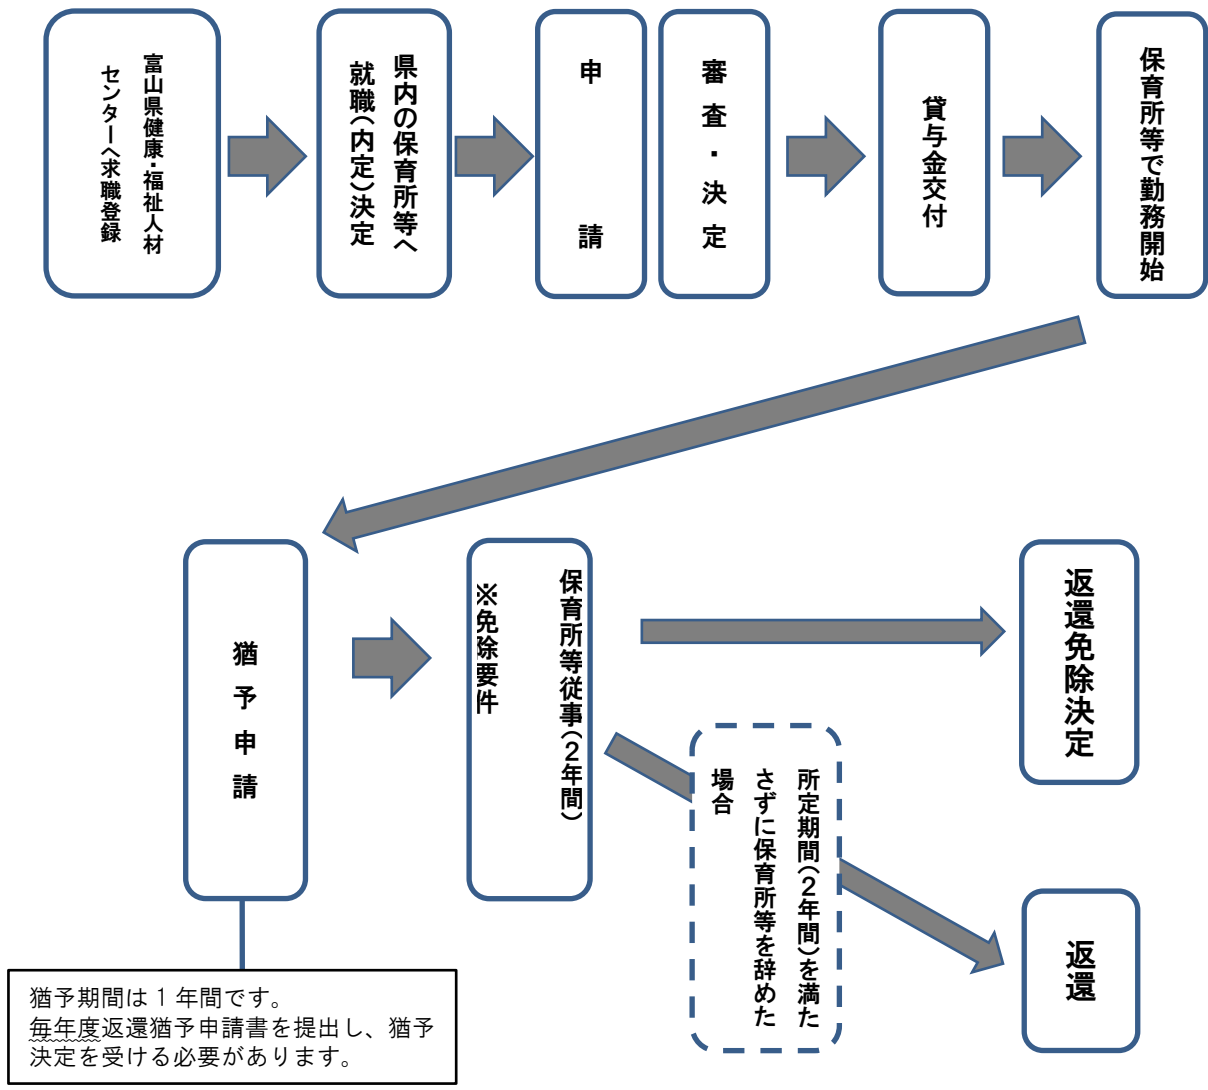 富山県健康・福祉人材
センターへ求職登録
県内の保育所等へ
就職(内定)決定
申請
審査・決定
貸与金交付
保育所等で勤務開始
猶予申請
保育所等従事(2年間)
※免除要件
返還免除決定
所定期間(2年間)を満た
さずに保育所等を辞めた
場合
返還
猶予期間は1年間です。
毎年度返還猶予申請書を提出し、猶予
決定を受ける必要があります。